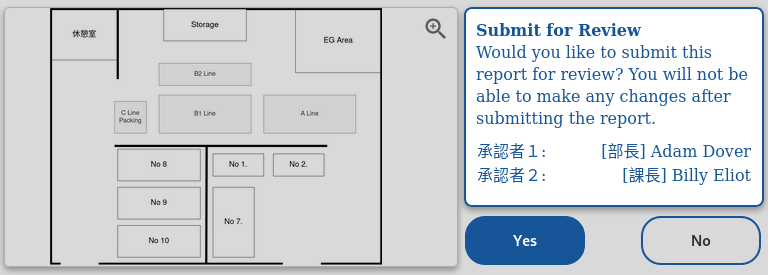 休憩室
Storage
EG Area
B2 Line
C Line
Packing
B1 Line
A Line
No 8
No 1.
No 2.
No 9
No 7.
No 10
Submit for Review
Would you like to submit this
report for review? You will not be
able to make any changes after
submitting the report.
承認者１: [部長] Adam Dover
承認者２: [課長] Billy Eliot
Yes
No